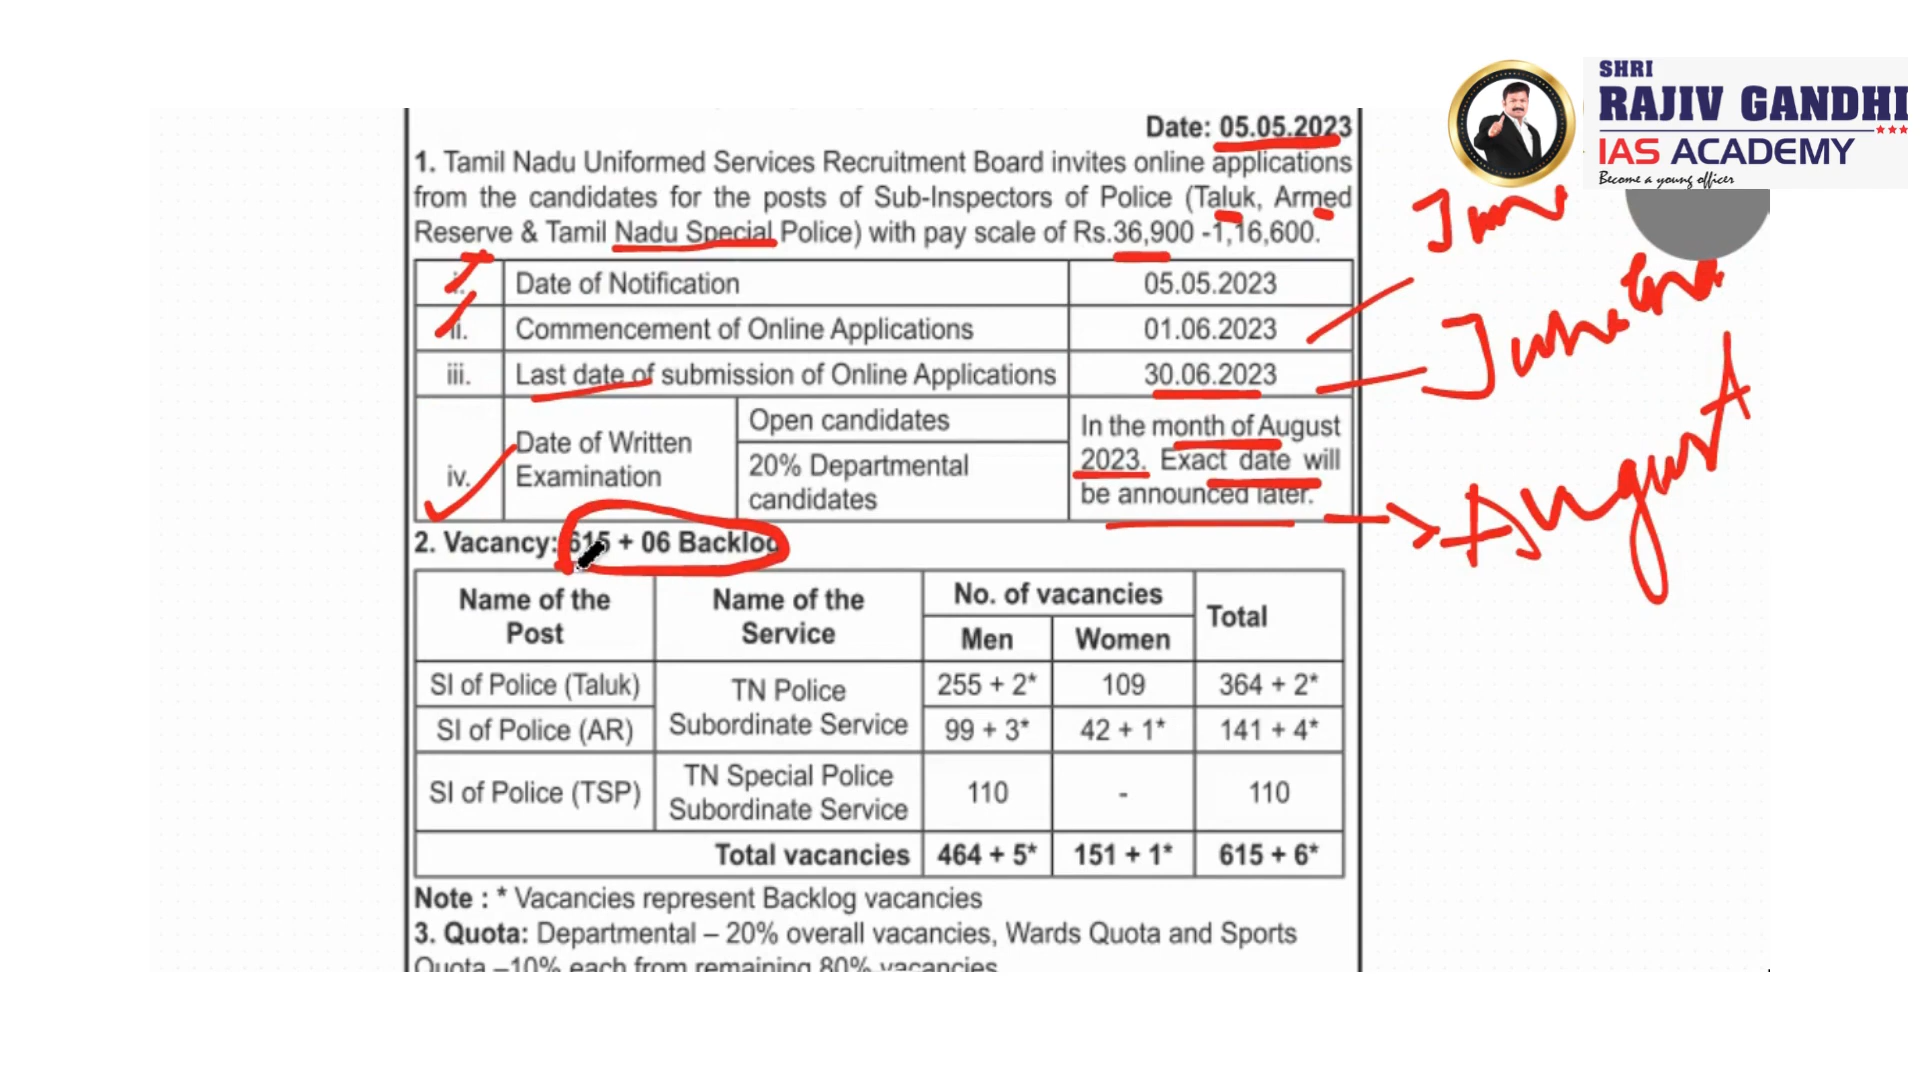 SHRI
RAJIV GANDHI
IAS ACADEMY
Become a young officer
Date: 05.05.2023
1. Tamil Nadu Uniformed Services Recruitment Board invites online applications
from the candidates for the posts of Sub-Inspectors of Police (Taluk, Armed
Reserve & Tamil Nadu Special Police) with pay scale of Rs.36,900 -1,16,600.
i. Date of Notification 05.05.2023
ii. Commencement of Online Applications 01.06.2023
iii. Last date of submission of Online Applications 30.06.2023
iv. Date of Written Examination
Open candidates
20% Departmental candidates
In the month of August
2023. Exact date will
be announced later.
June
August
2. Vacancy: 615 + 06 Backlog
Name of the Post Name of the Service No. of vacancies Total
Men Women
SI of Police (Taluk) TN Police Subordinate Service 255 + 2* 109 364 + 2*
SI of Police (AR) 99 + 3* 42 + 1* 141 + 4*
SI of Police (TSP) TN Special Police Subordinate Service 110 - 110
Total vacancies 464 + 5* 151 + 1* 615 + 6*
Note : * Vacancies represent Backlog vacancies
3. Quota: Departmental – 20% overall vacancies, Wards Quota and Sports
Quota –10% each from remaining 80% vacancies